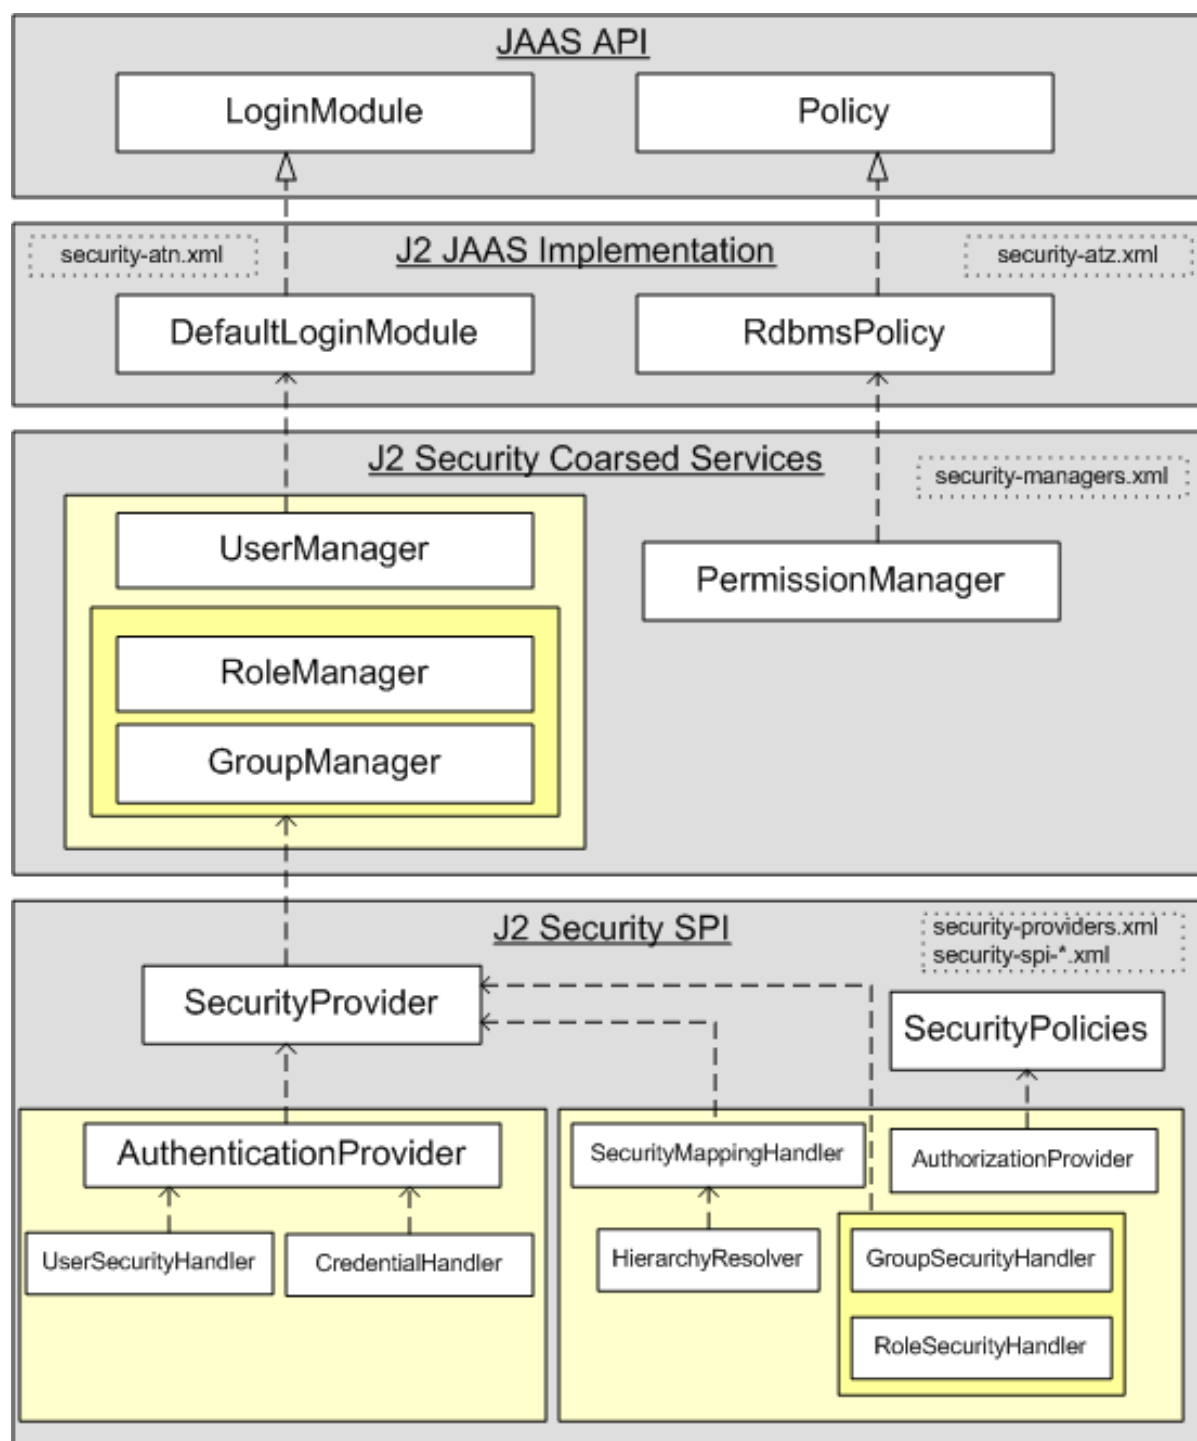 JAAS API
LoginModule
Policy
security-atn.xml
J2 JAAS Implementation
security-atz.xml
DefaultLoginModule
RdbmsPolicy
J2 Security Coarsed Services
security-managers.xml
UserManager
PermissionManager
RoleManager
GroupManager
J2 Security SPI
security-providers.xml
security-spi-*.xml
SecurityProvider
SecurityPolicies
AuthenticationProvider
SecurityMappingHandler
AuthorizationProvider
UserSecurityHandler
CredentialHandler
HierarchyResolver
GroupSecurityHandler
RoleSecurityHandler